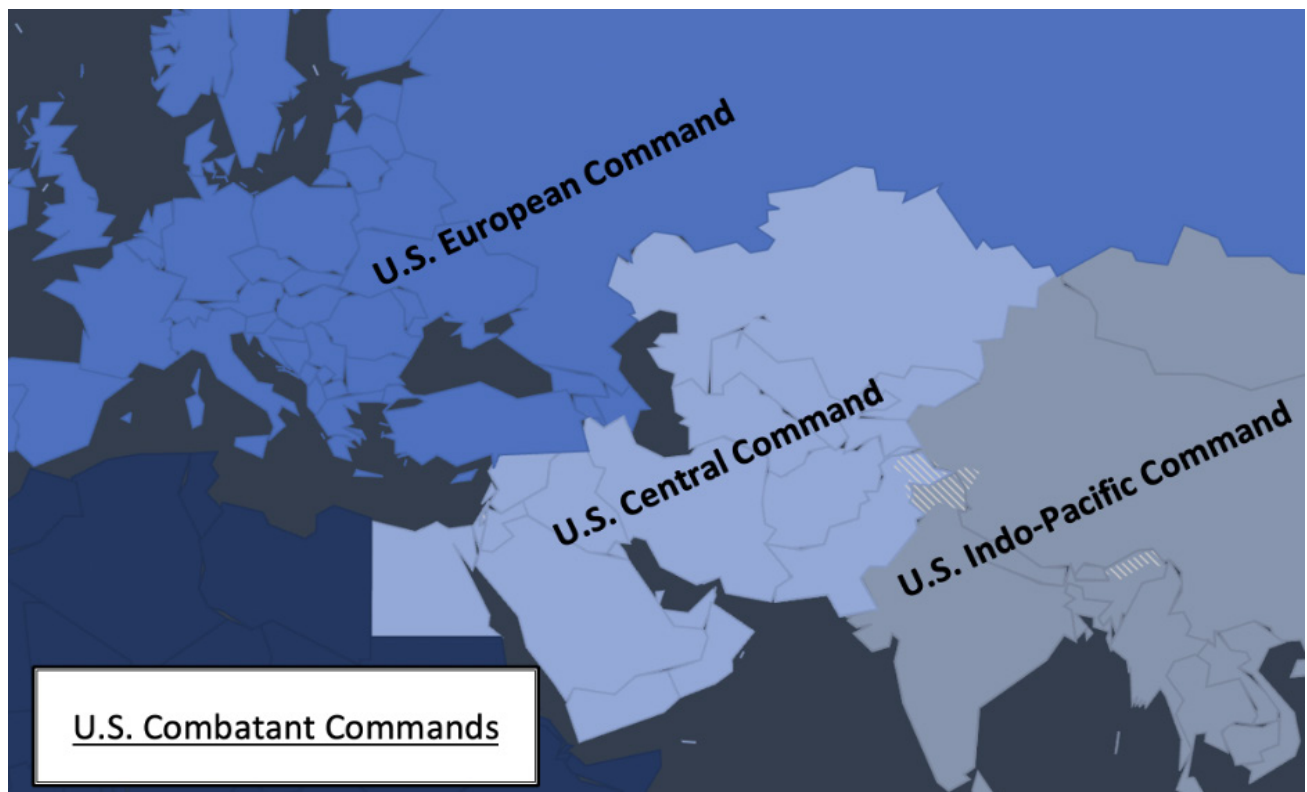 U.S. European Command
U.S. Central Command
U.S. Indo-Pacific Command
U.S. Combatant Commands